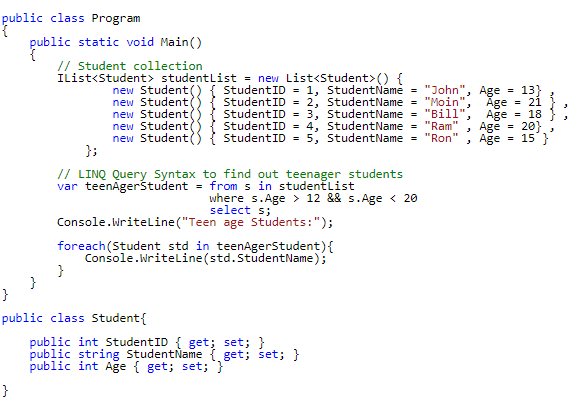 public class Program
{
    public static void Main()
    {
        // Student collection
        IList<Student> studentList = new List<Student>() {
                new Student() { StudentID = 1, StudentName = "John", Age = 13} ,
                new Student() { StudentID = 2, StudentName = "Moin",  Age = 21 } ,
                new Student() { StudentID = 3, StudentName = "Bill",  Age = 18 } ,
                new Student() { StudentID = 4, StudentName = "Ram" , Age = 20} ,
                new Student() { StudentID = 5, StudentName = "Ron" , Age = 15 }
            };

        // LINQ Query Syntax to find out teenager students
        var teenAgerStudent = from s in studentList
                              where s.Age > 12 && s.Age < 20
                              select s;
        Console.WriteLine("Teen age Students:");

        foreach(Student std in teenAgerStudent){
            Console.WriteLine(std.StudentName);
        }
    }
}

public class Student{

    public int StudentID { get; set; }
    public string StudentName { get; set; }
    public int Age { get; set; }

}